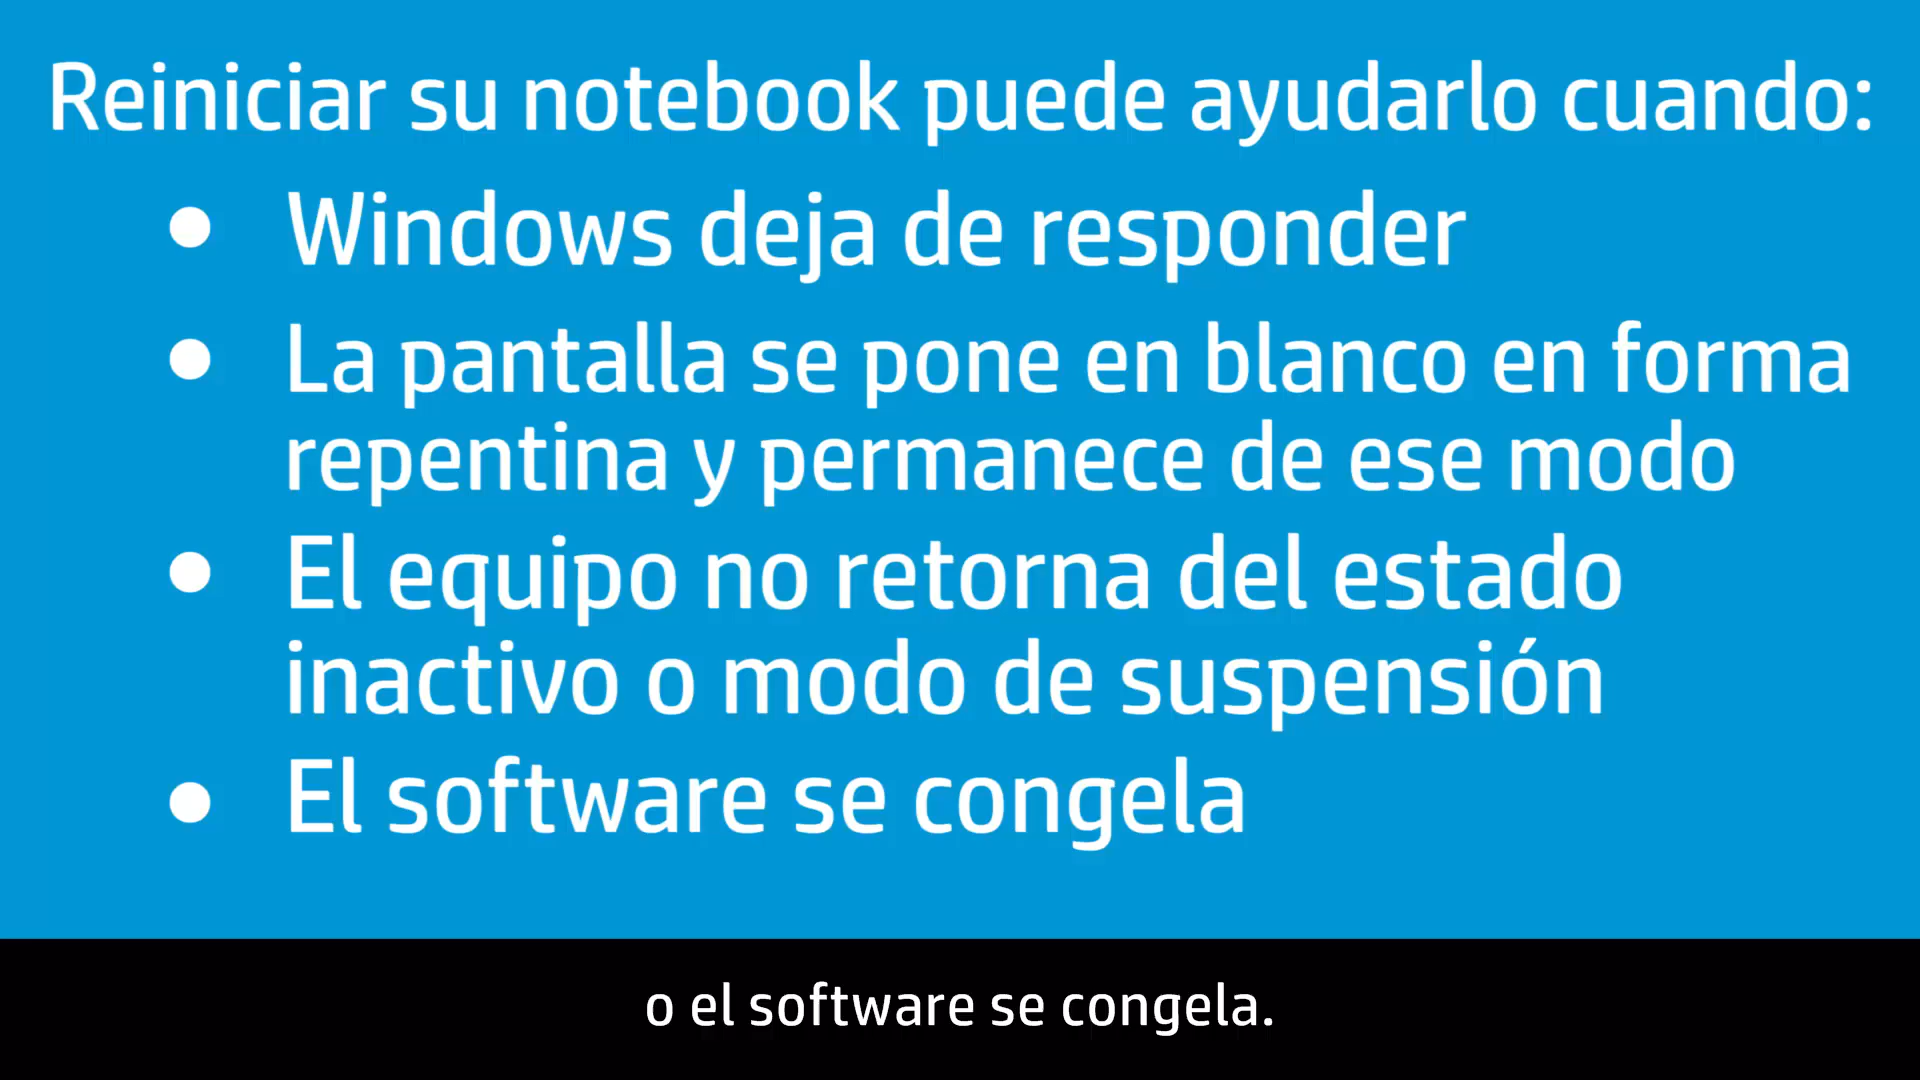 Reiniciar su notebook puede ayudarlo cuando:
● Windows deja de responder
● La pantalla se pone en blanco en forma
repentina y permanece de ese modo
● El equipo no retorna del estado
inactivo o modo de suspensión
● El software se congela
o el software se congela.